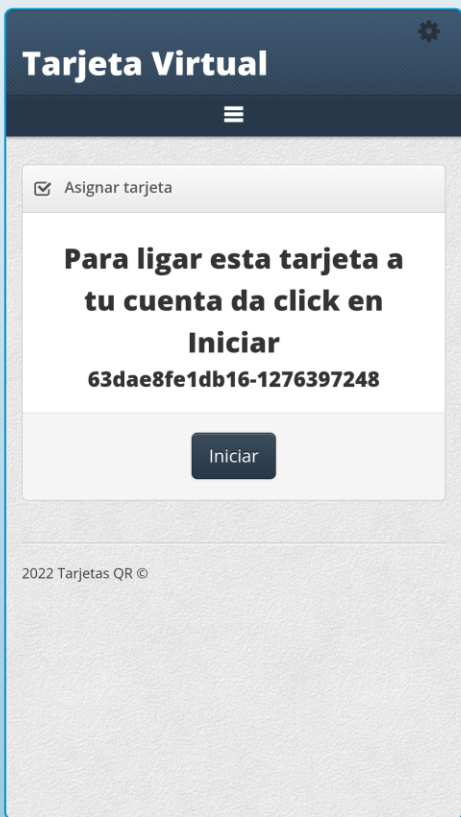 Tarjeta Virtual
Asignar tarjeta
Para ligar esta tarjeta a
tu cuenta da click en
Iniciar
63dae8fe1db16-1276397248
Iniciar
2022 Tarjetas QR ©